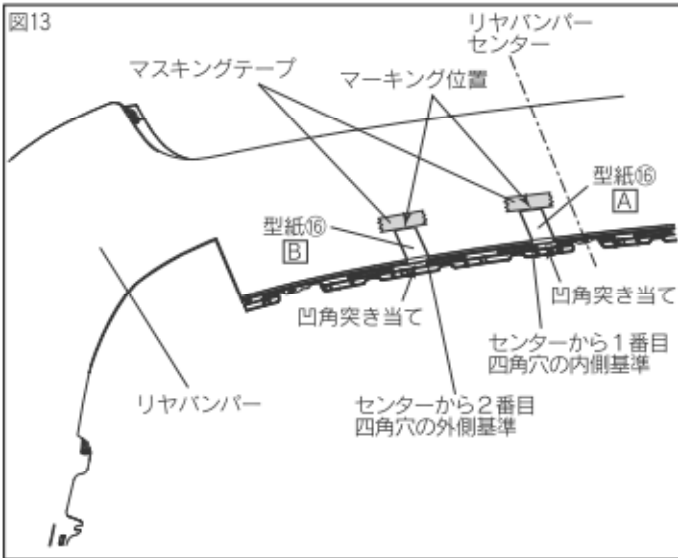 図13
リヤバンパー
センター
マスキングテープ
マーキング位置
型紙⑯
A
型紙⑯
B
凹角突き当て
凹角突き当て
センターから1番目
四角穴の内側基準
リヤバンパー
センターから2番目
四角穴の外側基準